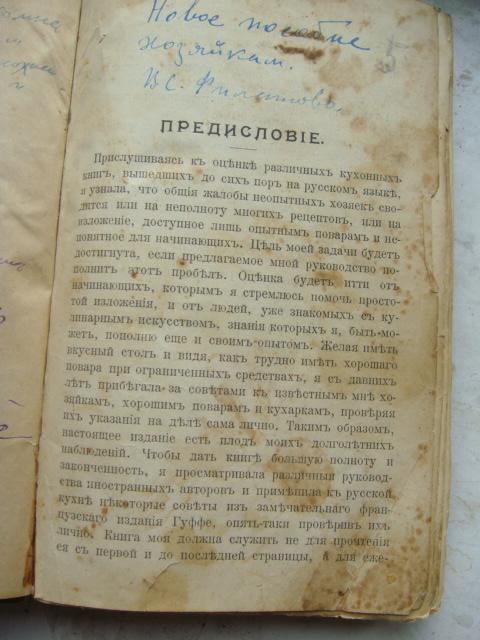 Новое пособие
хозяйкам.
В.С. Филатова.
ПРЕДИСЛОВІЕ.
Прислушиваясь къ оцѣнкѣ различныхъ кухонныхъ
книгъ, вышедшихъ до сихъ поръ на русскомъ языкѣ,
я узнала, что общія жалобы неопытныхъ хозяекъ сво-
дятся или на неполноту многихъ рецептовъ, или на
изложеніе, доступное лишь опытнымъ поварамъ и не-
понятное для начинающихъ. Цѣль моей задачи будетъ
достигнута, если предлагаемое мной руководство по-
полнитъ этотъ пробѣлъ. Оцѣнка будетъ итти отъ
начинающихъ, которымъ я стремлюсь помочь просто-
той изложенія, и отъ людей, уже знакомыхъ съ ку-
линарнымъ искусствомъ, знанія которыхъ я, быть-мо-
жетъ, пополню еще и своимъ-опытомъ. Желая имѣть
вкусный столъ и видя, какъ трудно имѣть хорошаго
повара при ограниченныхъ средствахъ, я съ давнихъ
лѣтъ прибѣгала за совѣтами къ извѣстнымъ мнѣ хо-
зяйкамъ, хорошимъ поварамъ и кухаркамъ, провѣряя
ихъ указанія на дѣлѣ сама лично. Такимъ образомъ,
настоящее изданіе есть плодъ моихъ долголѣтнихъ
наблюденій. Чтобы дать книгѣ большую полноту и
законченность, я просматривала различныя руковод-
ства иностранныхъ авторовъ и примѣнила къ русской
кухнѣ нѣкоторые совѣты изъ замѣчательнаго фран-
цузскаго изданія Гуффе, опять-таки провѣривъ ихъ
лично. Книга моя должна служить не для прочтенія
ея съ первой и до послѣдней страницы, а для еже-